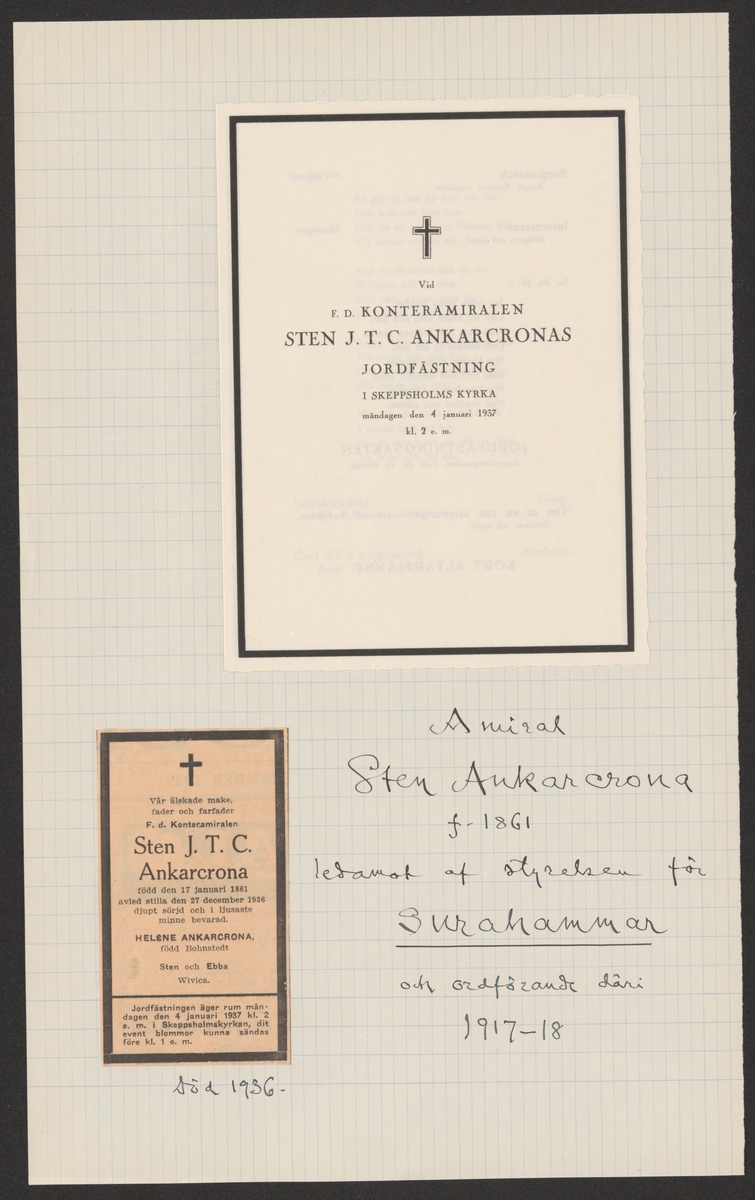 Vid
F. D. KONTERAMIRALEN
STEN J. T. C. ANKARCRONAS
JORDFÄSTNING
I SKEPPSHOLMS KYRKA
måndagen den 4 januari 1937
kl. 2 e. m.
Amiral
Sten Ankarcrona
f. 1861
ledamot af styrelsen för
Surahammar
och ordförande däri
1917-18
Vår älskade make,
fader och farfader
F. d. Konteramiralen
Sten J. T. C.
Ankarcrona
född den 17 januari 1861
avled stilla den 27 december 1936
djupt sörjd och i ljusaste
minne bevarad.
HELÈNE ANKARCRONA,
född Bohnstedt
Sten och Ebba
Wivica.
Jordfästningen äger rum mån-
dagen den 4 januari 1937 kl. 2
e. m. i Skeppsholmskyrkan, dit
event blommor kunna sändas
före kl. 1 e. m.
död 1936-